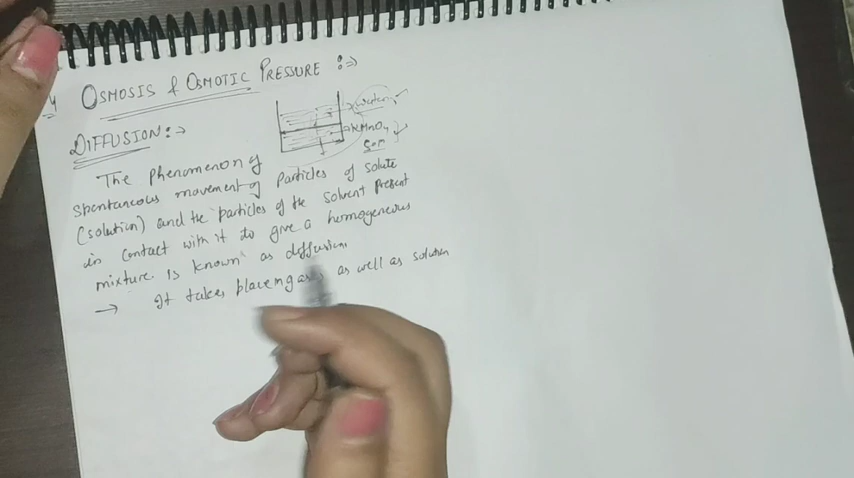 OSMOSIS & OSMOTIC PRESSURE :->
DIFFUSION :->
water
KMnO4
The phenomenon of
spontaneous movement of particles of solute
(solution) and the particles of the solvent present
in contact with it to give a homogeneous
mixture is known as diffusion.
→ It takes place in gases as well as solution